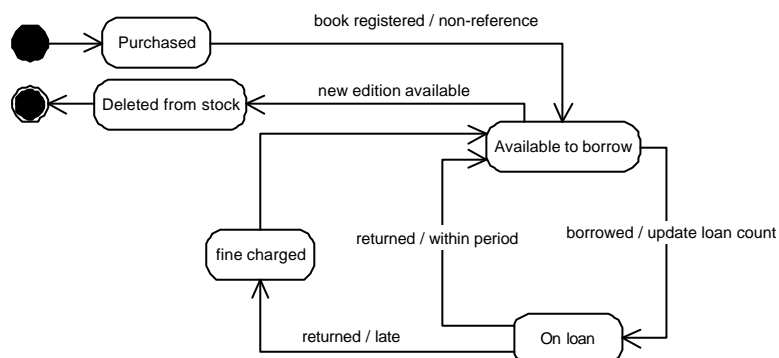 book registered / non-reference
Purchased
new edition available
Deleted from stock
Available to borrow
returned / within period
borrowed / update loan count
fine charged
returned / late
On loan